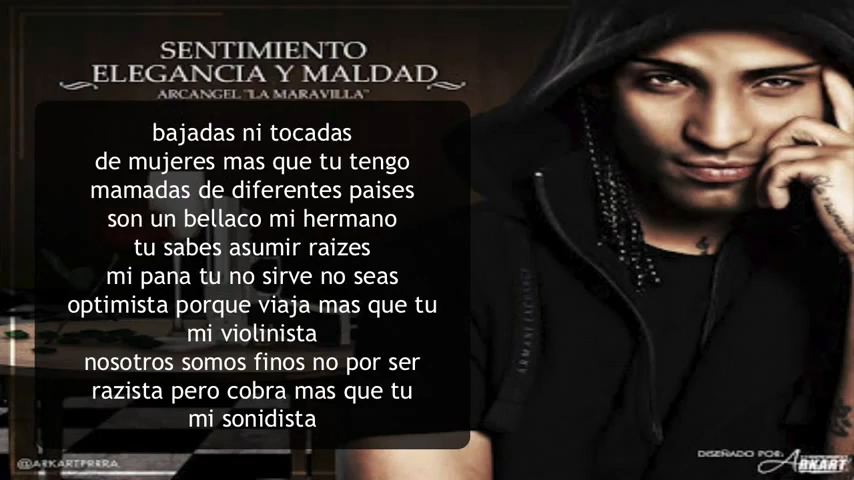 SENTIMIENTO
ELEGANCIA Y MALDAD
ARCANGEL "LA MARAVILLA"
bajadas ni tocadas
de mujeres mas que tu tengo
mamadas de diferentes paises
son un bellaco mi hermano
tu sabes asumir raizes
mi pana tu no sirve no seas
optimista porque viaja mas que tu
mi violinista
nosotros somos finos no por ser
razista pero cobra mas que tu
mi sonidista
ARMANI EXCHANGE
@ARKARTPRRRA
DISEÑADO POR:
ARKART